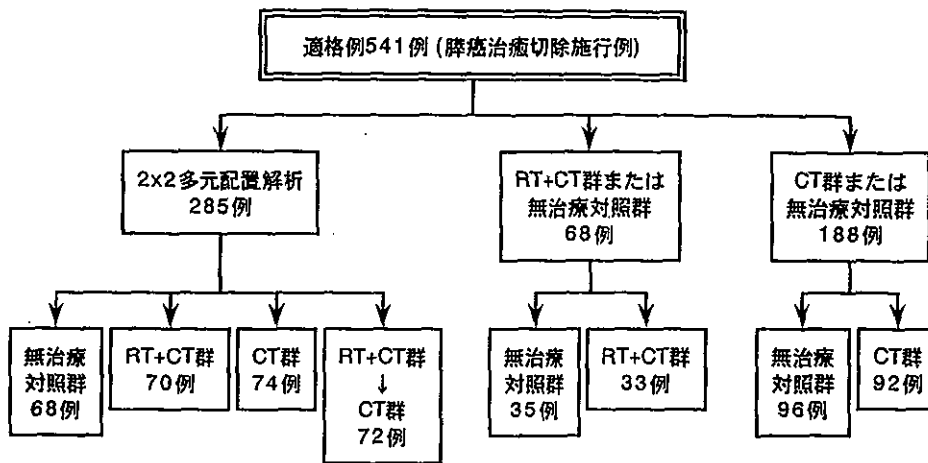 適格例541例 (膵癌治癒切除施行例)
2x2多元配置解析
285例
RT+CT群または
無治療対照群
68例
CT群または
無治療対照群
188例
無治療
対照群
68例
RT+CT群
70例
CT群
74例
RT+CT群
↓
CT群
72例
無治療
対照群
35例
RT+CT群
33例
無治療
対照群
96例
CT群
92例